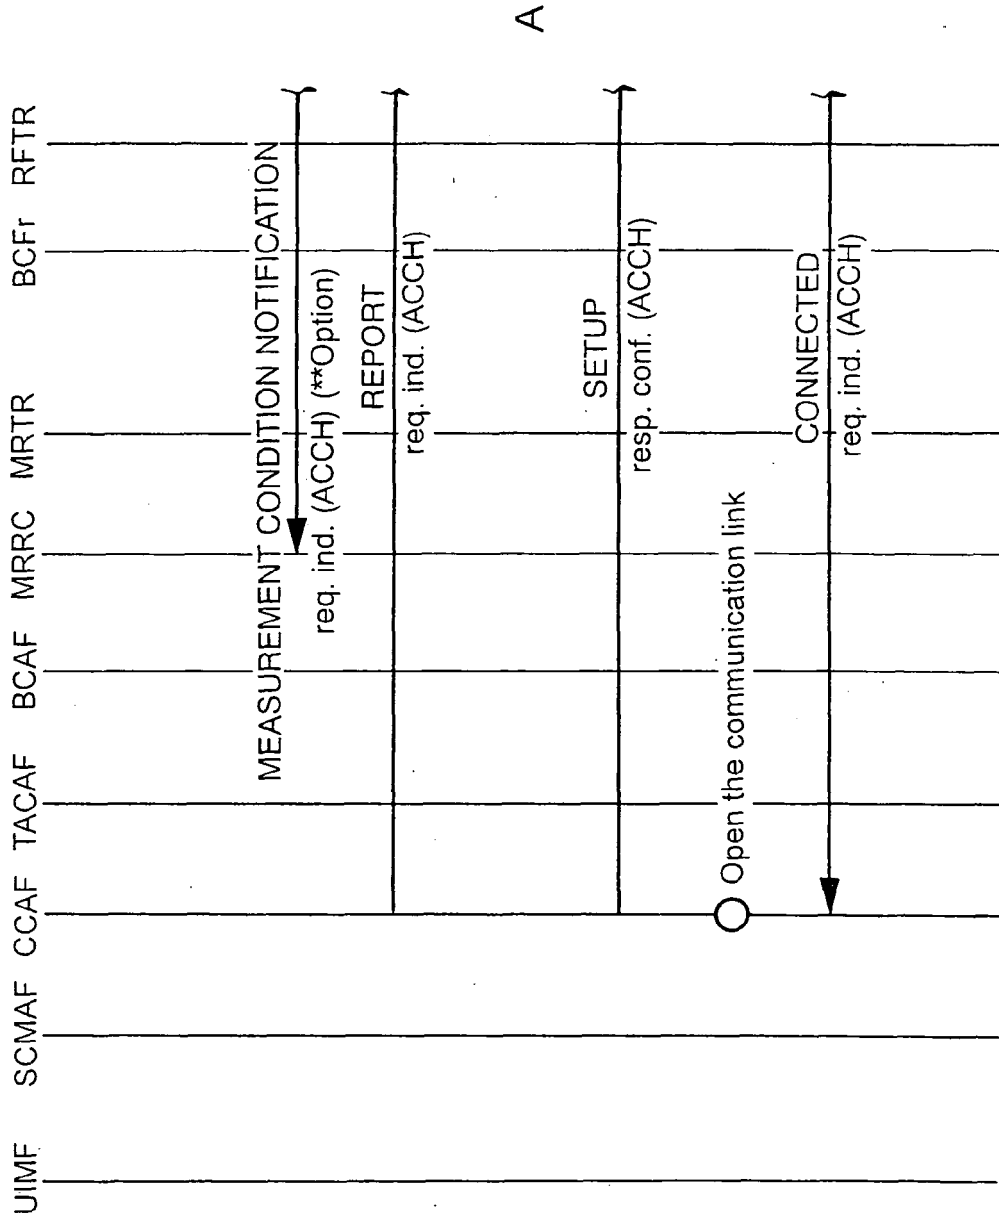 UIMF SCMAF CCAF TACAF BCAF MRRC MRTR BCFr RFTR
MEASUREMENT CONDITION NOTIFICATION
req. ind. (ACCH) (**Option)
REPORT
req. ind. (ACCH)
SETUP
resp. conf. (ACCH)
Open the communication link
CONNECTED
req. ind. (ACCH)
A